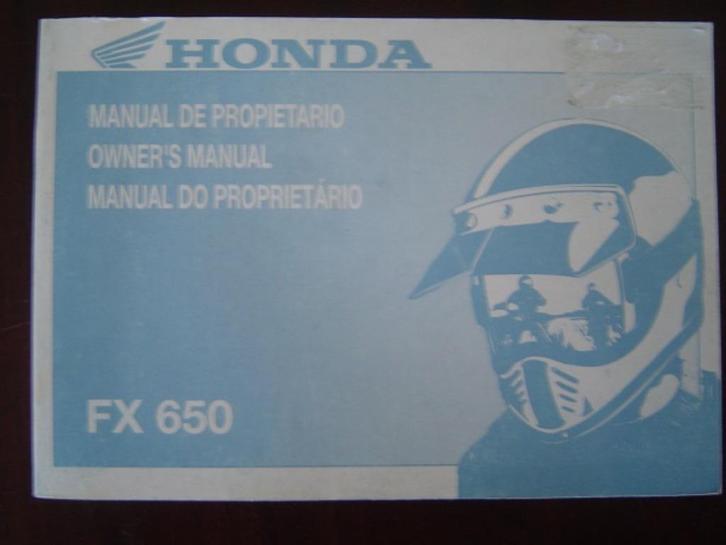 HONDA
MANUAL DE PROPIETARIO
OWNER'S MANUAL
MANUAL DO PROPRIETÁRIO
FX 650